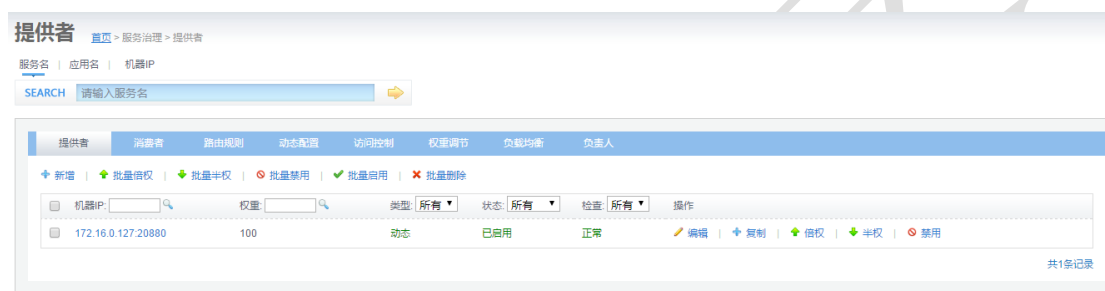 提供者 首页 > 服务治理 > 提供者
服务名 | 应用名 | 机器IP
SEARCH 请输入服务名
提供者 消费者 路由规则 动态配置 访问控制 权重调节 负载均衡 负责人
新增 | 批量倍权 | 批量半权 | 批量禁用 | 批量启用 | 批量删除
机器IP: 权重: 类型: 所有 状态: 所有 检查: 所有 操作
172.16.0.127:20880 100 动态 已启用 正常 编辑 | 复制 | 倍权 | 半权 | 禁用
共1条记录